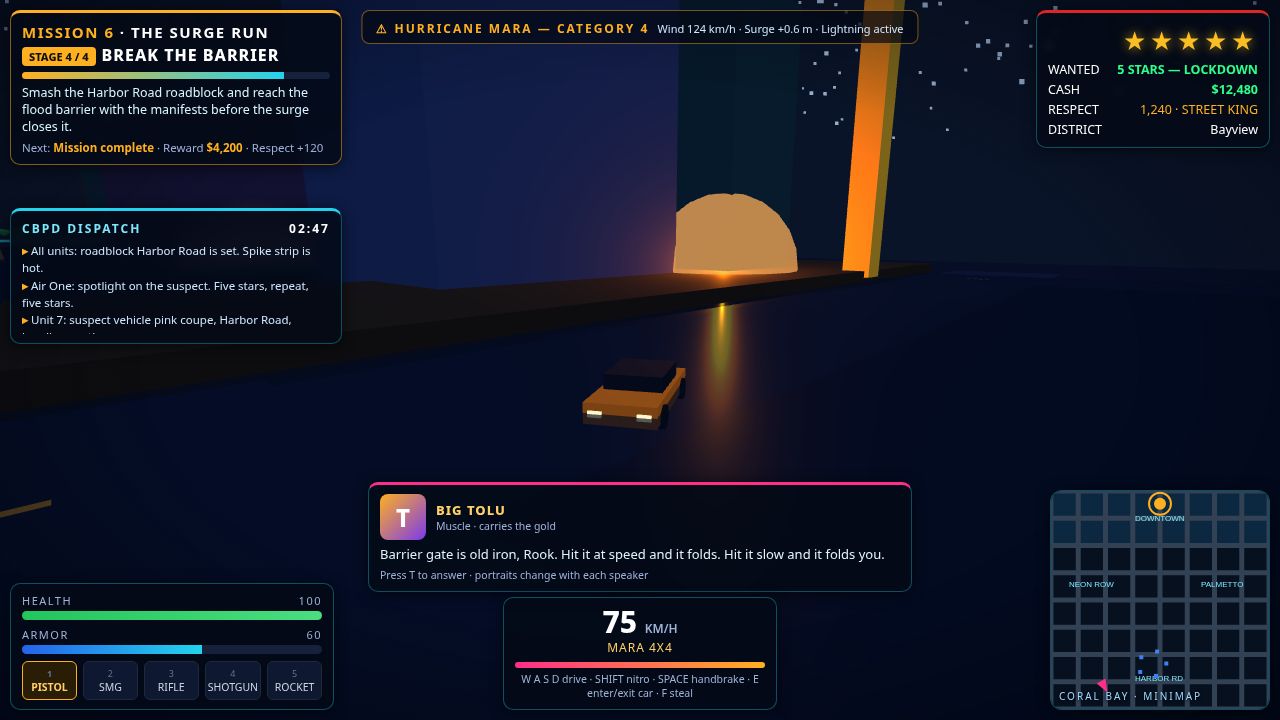 MISSION 6 · THE SURGE RUN
STAGE 4 / 4 BREAK THE BARRIER
Smash the Harbor Road roadblock and reach the
flood barrier with the manifests before the surge
closes it.
Next: Mission complete · Reward $4,200 · Respect +120
⚠ HURRICANE MARA — CATEGORY 4 Wind 124 km/h · Surge +0.6 m · Lightning active
★ ★ ★ ★ ★
WANTED 5 STARS — LOCKDOWN
CASH $12,480
RESPECT 1,240 · STREET KING
DISTRICT Bayview
CBPD DISPATCH 02:47
▸ All units: roadblock Harbor Road is set. Spike strip is
hot.
▸ Air One: spotlight on the suspect. Five stars, repeat,
five stars.
▸ Unit 7: suspect vehicle pink coupe, Harbor Road,
T
BIG TOLU
Muscle · carries the gold
Barrier gate is old iron, Rook. Hit it at speed and it folds. Hit it slow and it folds you.
Press T to answer · portraits change with each speaker
HEALTH 100
ARMOR 60
1 PISTOL
2 SMG
3 RIFLE
4 SHOTGUN
5 ROCKET
75 KM/H
MARA 4X4
W A S D drive · SHIFT nitro · SPACE handbrake · E
enter/exit car · F steal
DOWNTOWN
NEON ROW
PALMETTO
HARBOR RD
CORAL BAY · MINIMAP